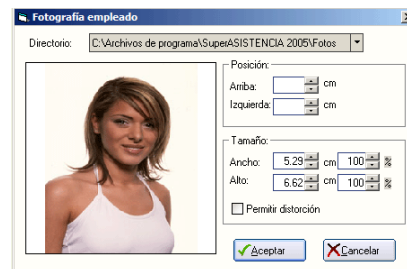 Fotografía empleado
Directorio: C:\Archivos de programa\SuperASISTENCIA 2005\Fotos
Posición:
Arriba: cm
Izquierda: cm
Tamaño:
Ancho: 5.29 cm 100 %
Alto: 6.62 cm 100 %
Permitir distorción
Aceptar Cancelar